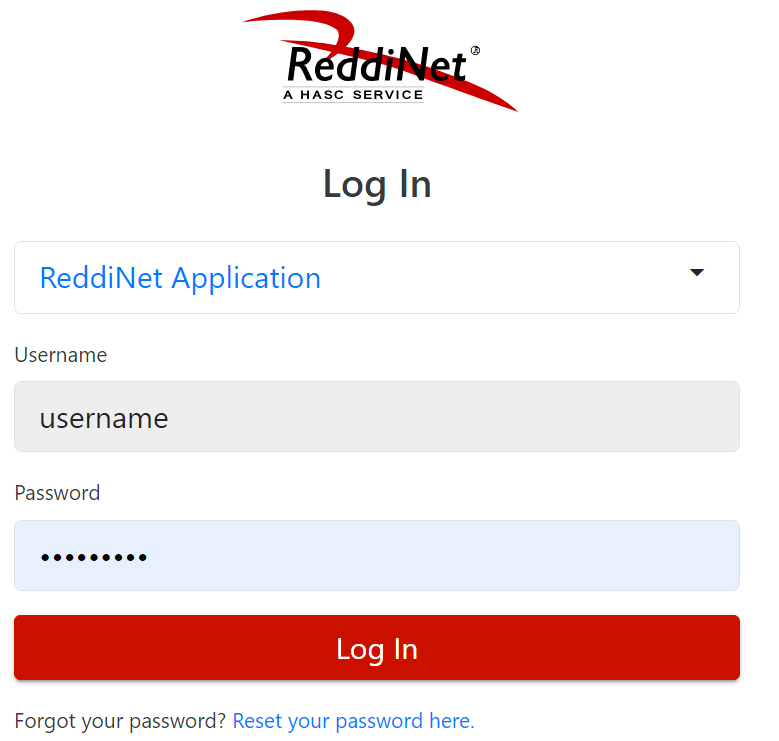 ReddiNet®
A HASC SERVICE
Log In
ReddiNet Application
Username
username
Password
•••••••••
Log In
Forgot your password? Reset your password here.